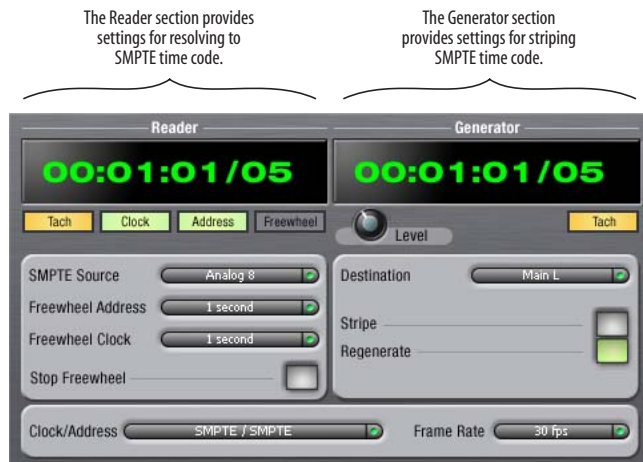 The Reader section provides
settings for resolving to
SMPTE time code.
The Generator section
provides settings for striping
SMPTE time code.
Reader
00:01:01/05
Tach Clock Address Freewheel
SMPTE Source Analog 8
Freewheel Address 1 second
Freewheel Clock 1 second
Stop Freewheel
Generator
00:01:01/05
Level Tach
Destination Main L
Stripe
Regenerate
Clock/Address SMPTE / SMPTE Frame Rate 30 fps